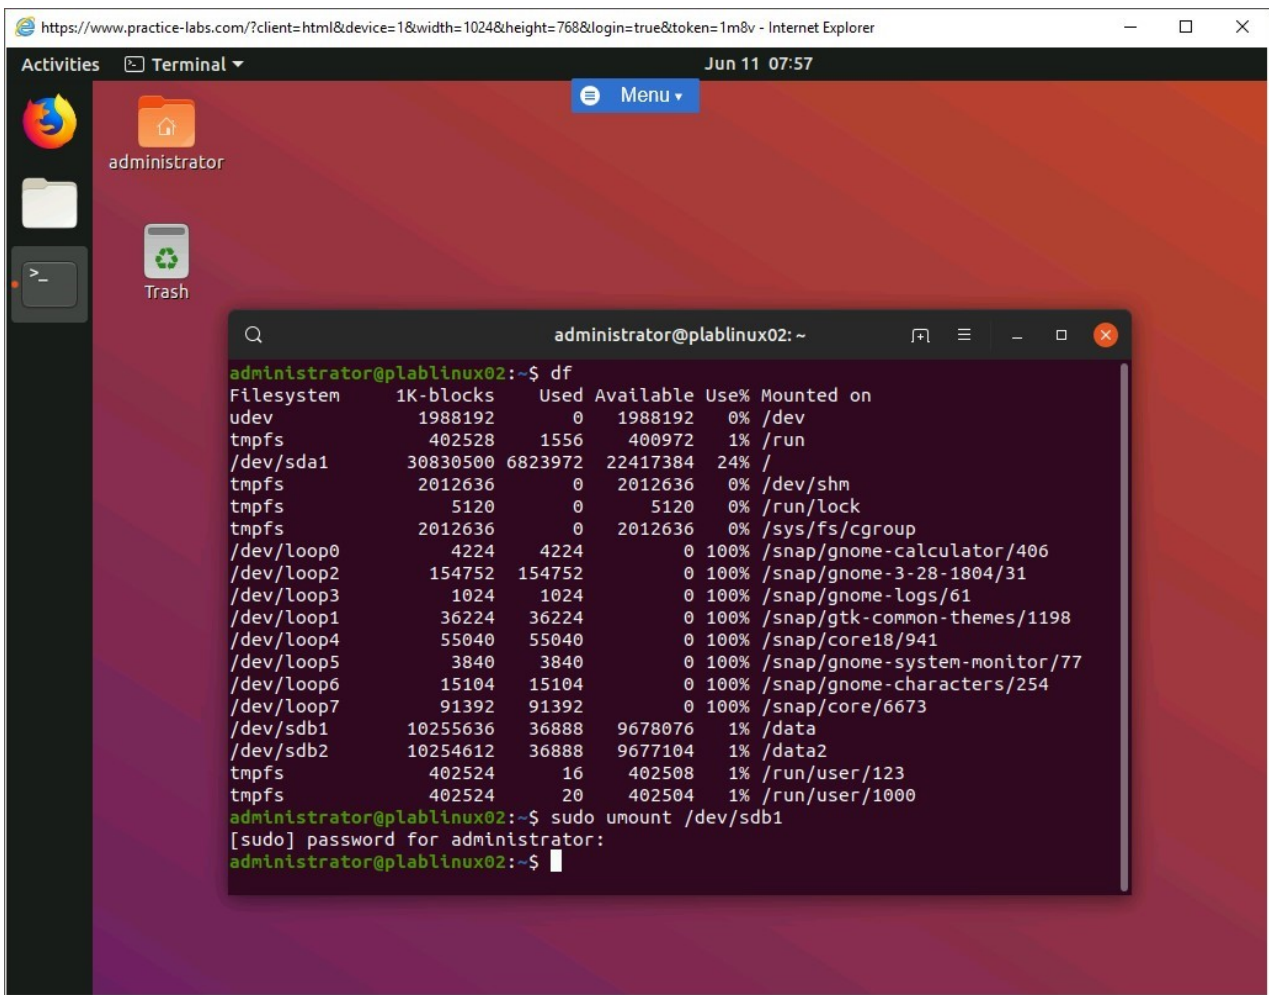 https://www.practice-labs.com/?client=html&device=1&width=1024&height=768&login=true&token=1m8v - Internet Explorer
Activities Terminal Jun 11 07:57
Menu
administrator
Trash
administrator@plablinux02: ~
administrator@plablinux02:~$ df
Filesystem 1K-blocks Used Available Use% Mounted on
udev 1988192 0 1988192 0% /dev
tmpfs 402528 1556 400972 1% /run
/dev/sda1 30830500 6823972 22417384 24% /
tmpfs 2012636 0 2012636 0% /dev/shm
tmpfs 5120 0 5120 0% /run/lock
tmpfs 2012636 0 2012636 0% /sys/fs/cgroup
/dev/loop0 4224 4224 0 100% /snap/gnome-calculator/406
/dev/loop2 154752 154752 0 100% /snap/gnome-3-28-1804/31
/dev/loop3 1024 1024 0 100% /snap/gnome-logs/61
/dev/loop1 36224 36224 0 100% /snap/gtk-common-themes/1198
/dev/loop4 55040 55040 0 100% /snap/core18/941
/dev/loop5 3840 3840 0 100% /snap/gnome-system-monitor/77
/dev/loop6 15104 15104 0 100% /snap/gnome-characters/254
/dev/loop7 91392 91392 0 100% /snap/core/6673
/dev/sdb1 10255636 36888 9678076 1% /data
/dev/sdb2 10254612 36888 9677104 1% /data2
tmpfs 402524 16 402508 1% /run/user/123
tmpfs 402524 20 402504 1% /run/user/1000
administrator@plablinux02:~$ sudo umount /dev/sdb1
[sudo] password for administrator:
administrator@plablinux02:~$